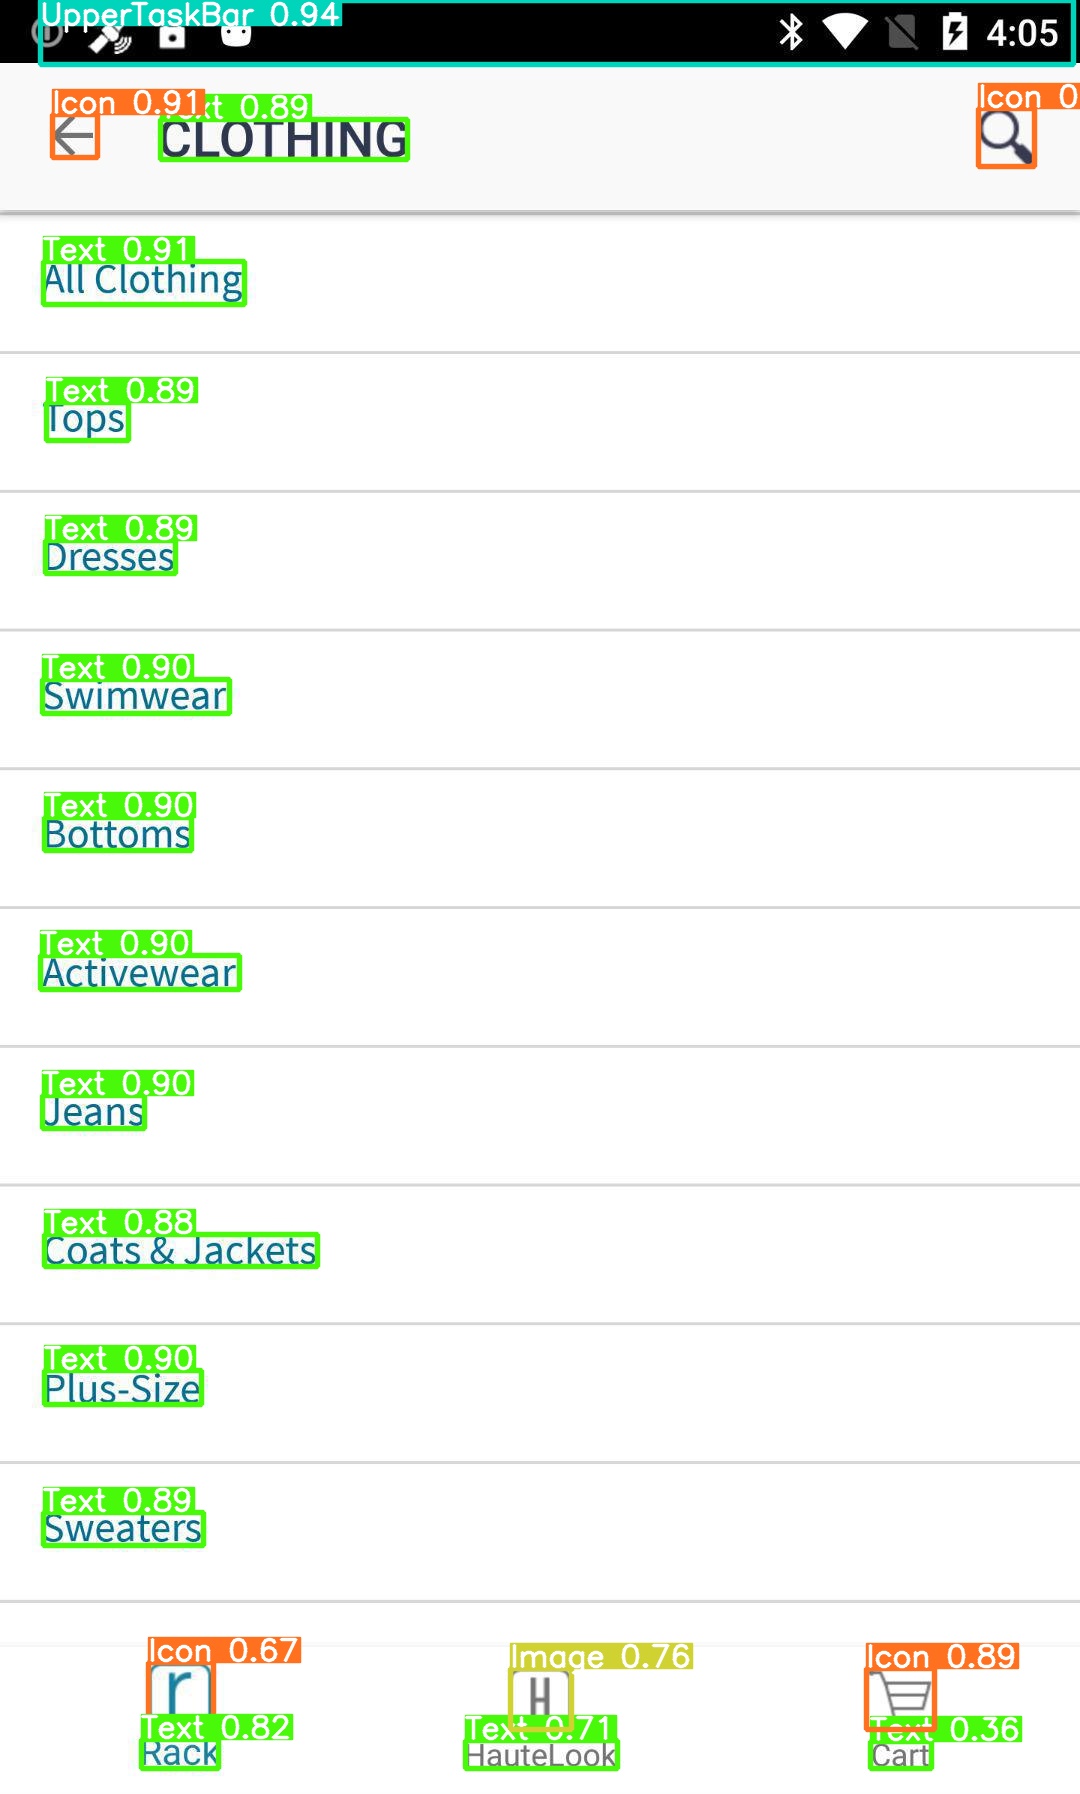 UpperTaskBar 0.94
4:05
Icon 0.91
xt 0.89
Icon 0
CLOTHING
Text 0.91
All Clothing
Text 0.89
Tops
Text 0.89
Dresses
Text 0.90
Swimwear
Text 0.90
Bottoms
Text 0.90
Activewear
Text 0.90
Jeans
Text 0.88
Coats & Jackets
Text 0.90
Plus-Size
Text 0.89
Sweaters
Icon 0.67
Image 0.76
Icon 0.89
r
H
Text 0.82
Text 0.71
Text 0.36
Rack
HauteLook
Cart